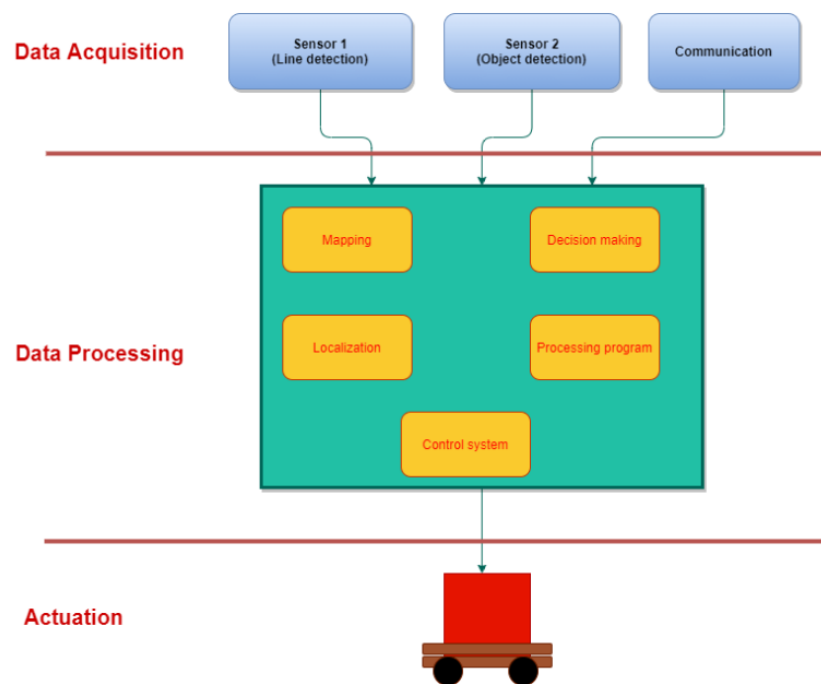 Data Acquisition
Sensor 1
(Line detection)
Sensor 2
(Object detection)
Communication
Mapping
Decision making
Data Processing
Localization
Processing program
Control system
Actuation